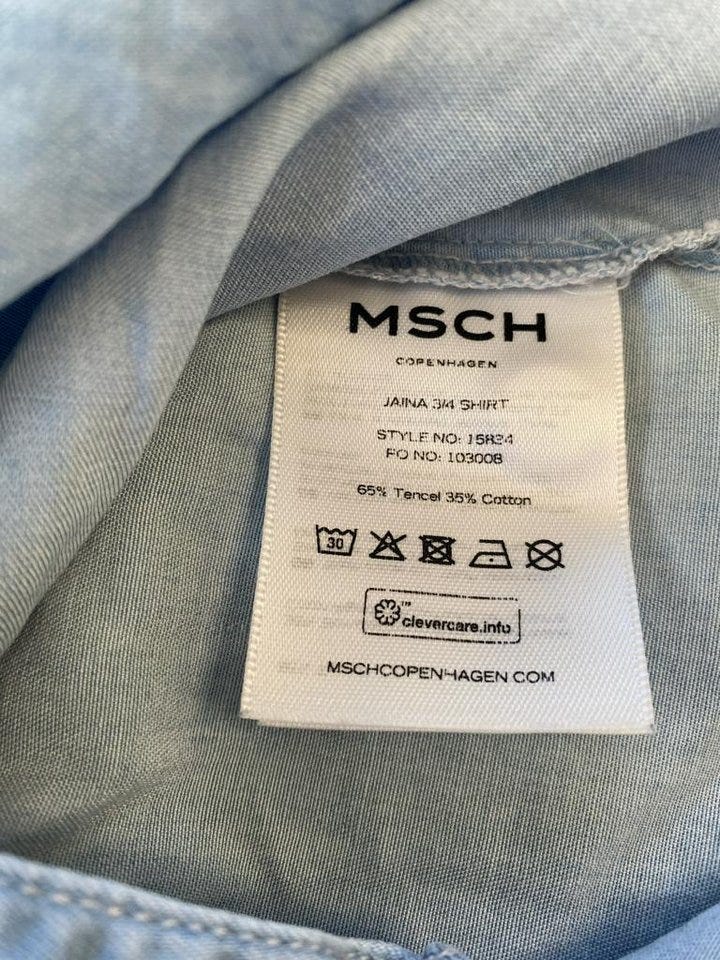 MSCH
COPENHAGEN
JAINA 3/4 SHIRT
STYLE NO: 15834
PO NO: 103008
65% Tencel 35% Cotton
30
™
clevercare.info
MSCHCOPENHAGEN.COM